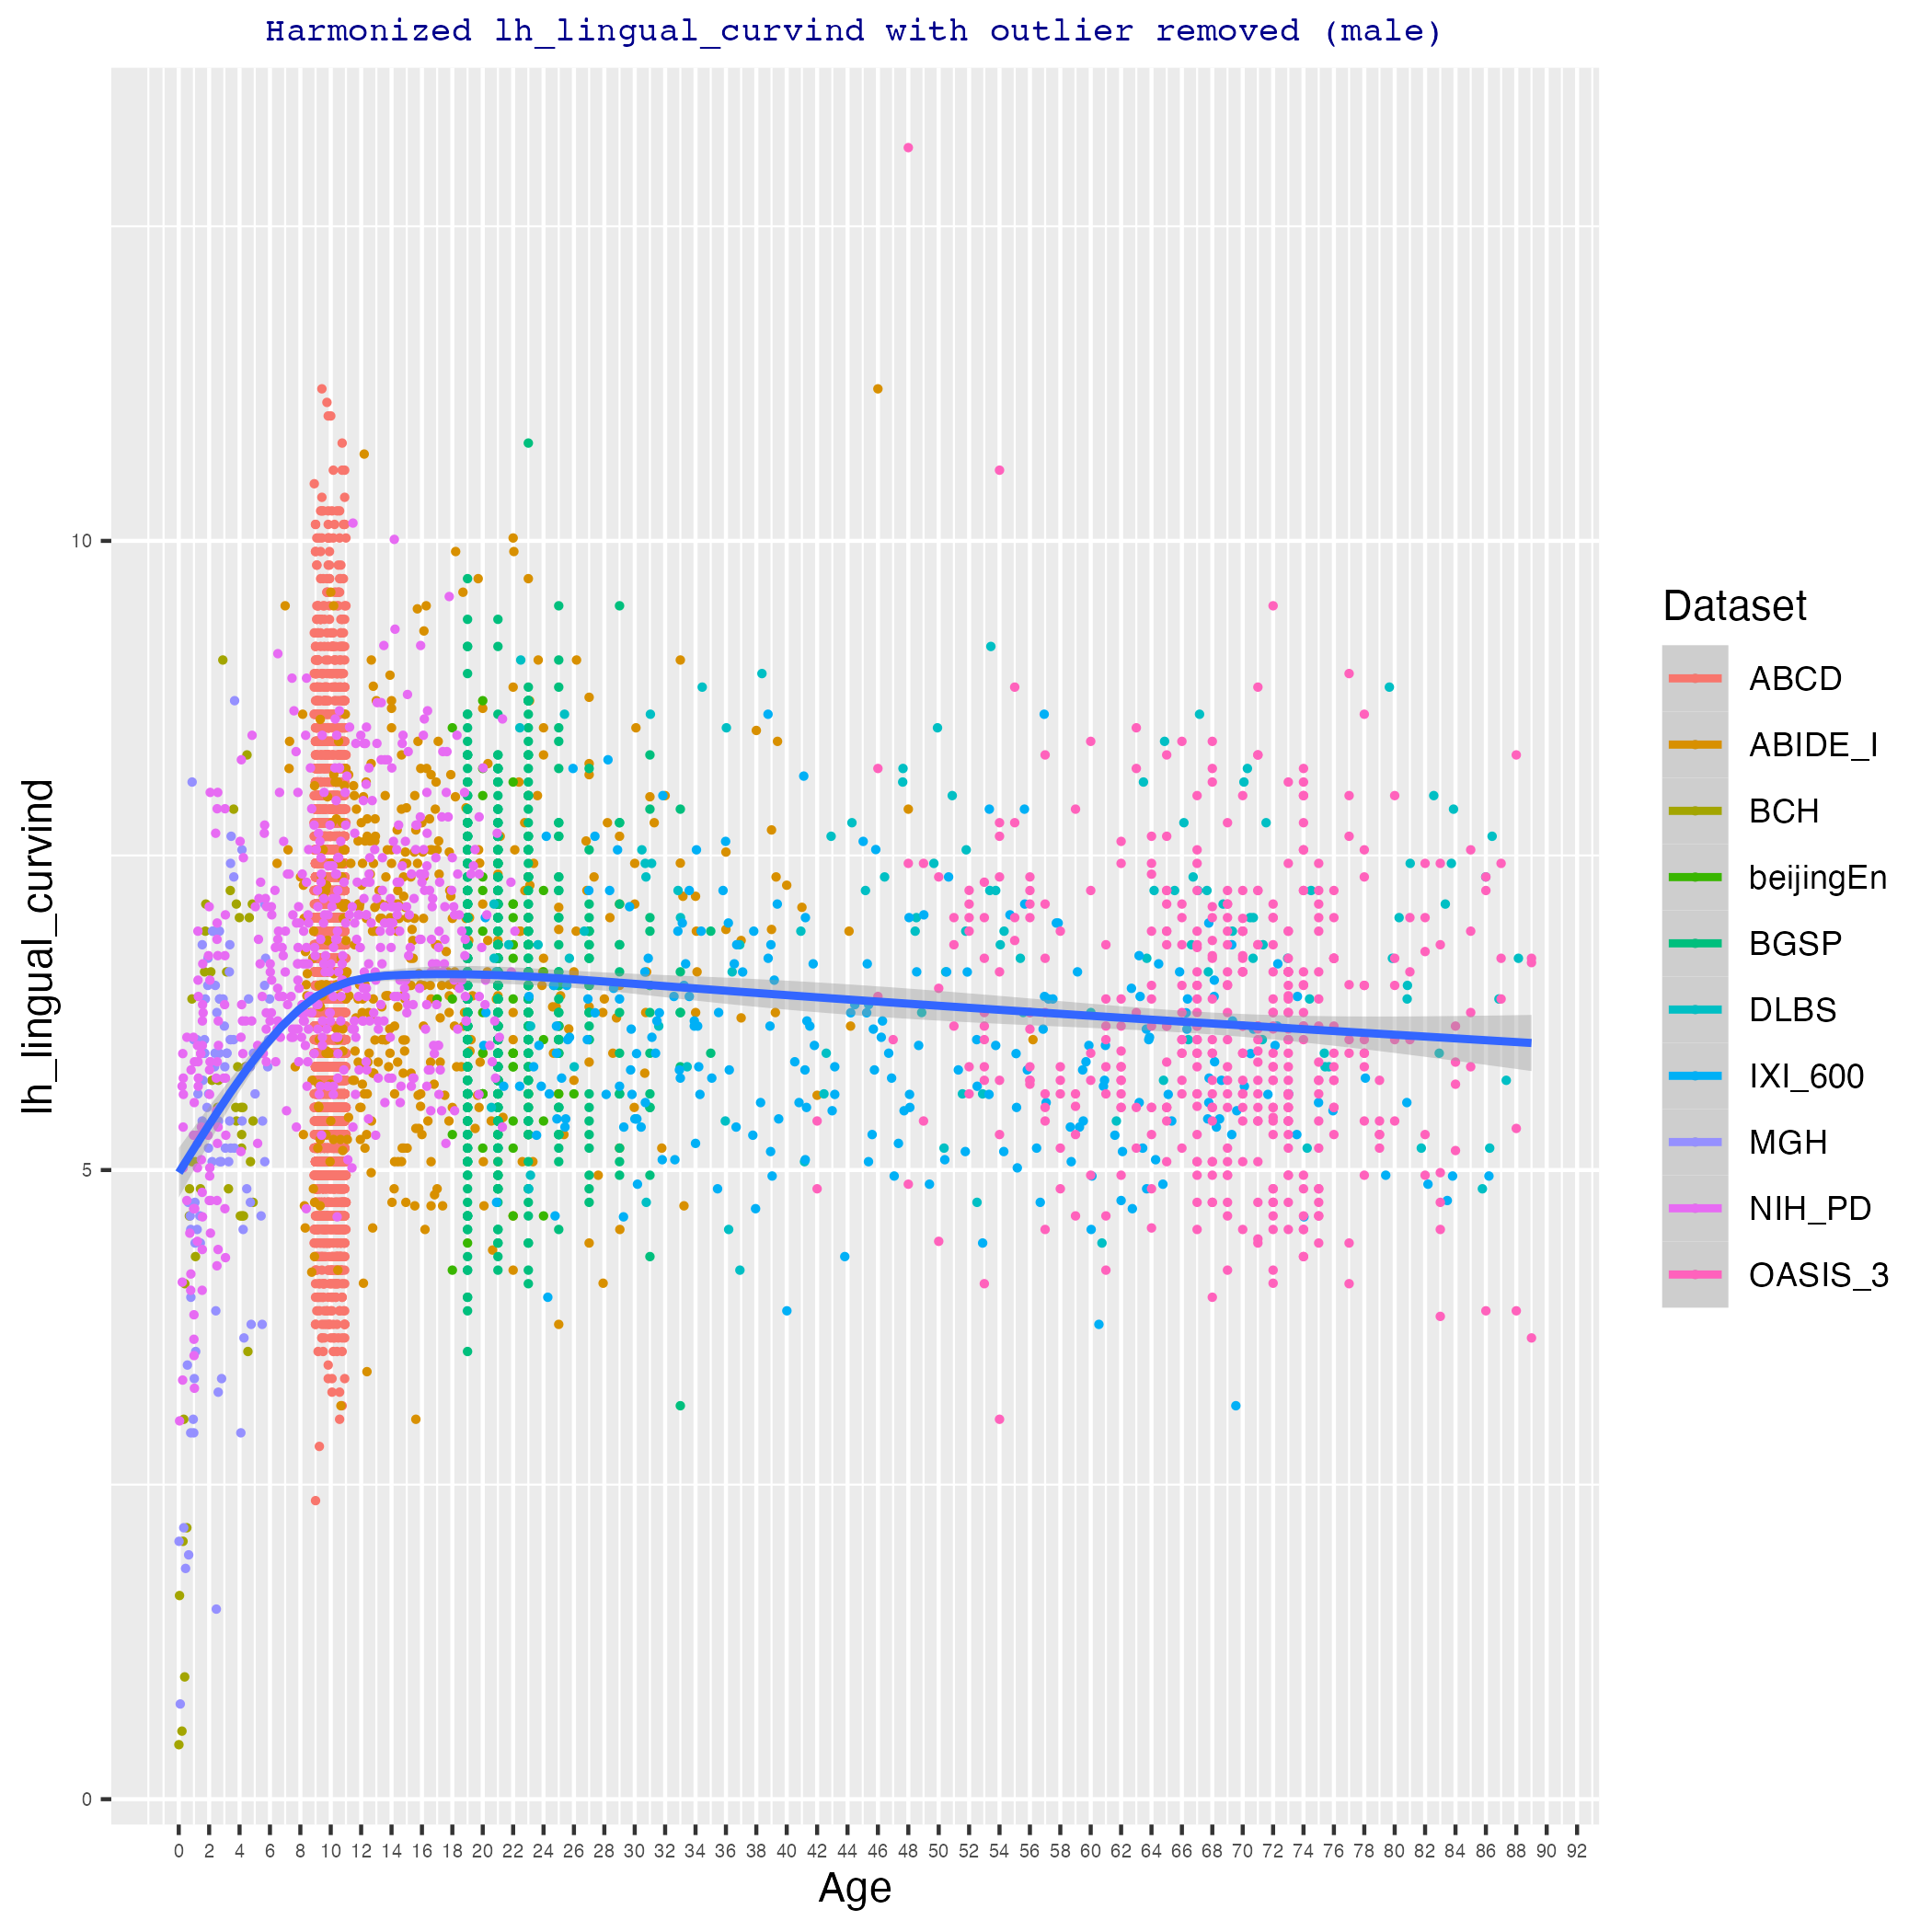 Harmonized lh_lingual_curvind with outlier removed (male)
lh_lingual_curvind
10
5
0
0 2 4 6 8 10 12 14 16 18 20 22 24 26 28 30 32 34 36 38 40 42 44 46 48 50 52 54 56 58 60 62 64 66 68 70 72 74 76 78 80 82 84 86 88 90 92
Age
Dataset
ABCD
ABIDE_I
BCH
beijingEn
BGSP
DLBS
IXI_600
MGH
NIH_PD
OASIS_3